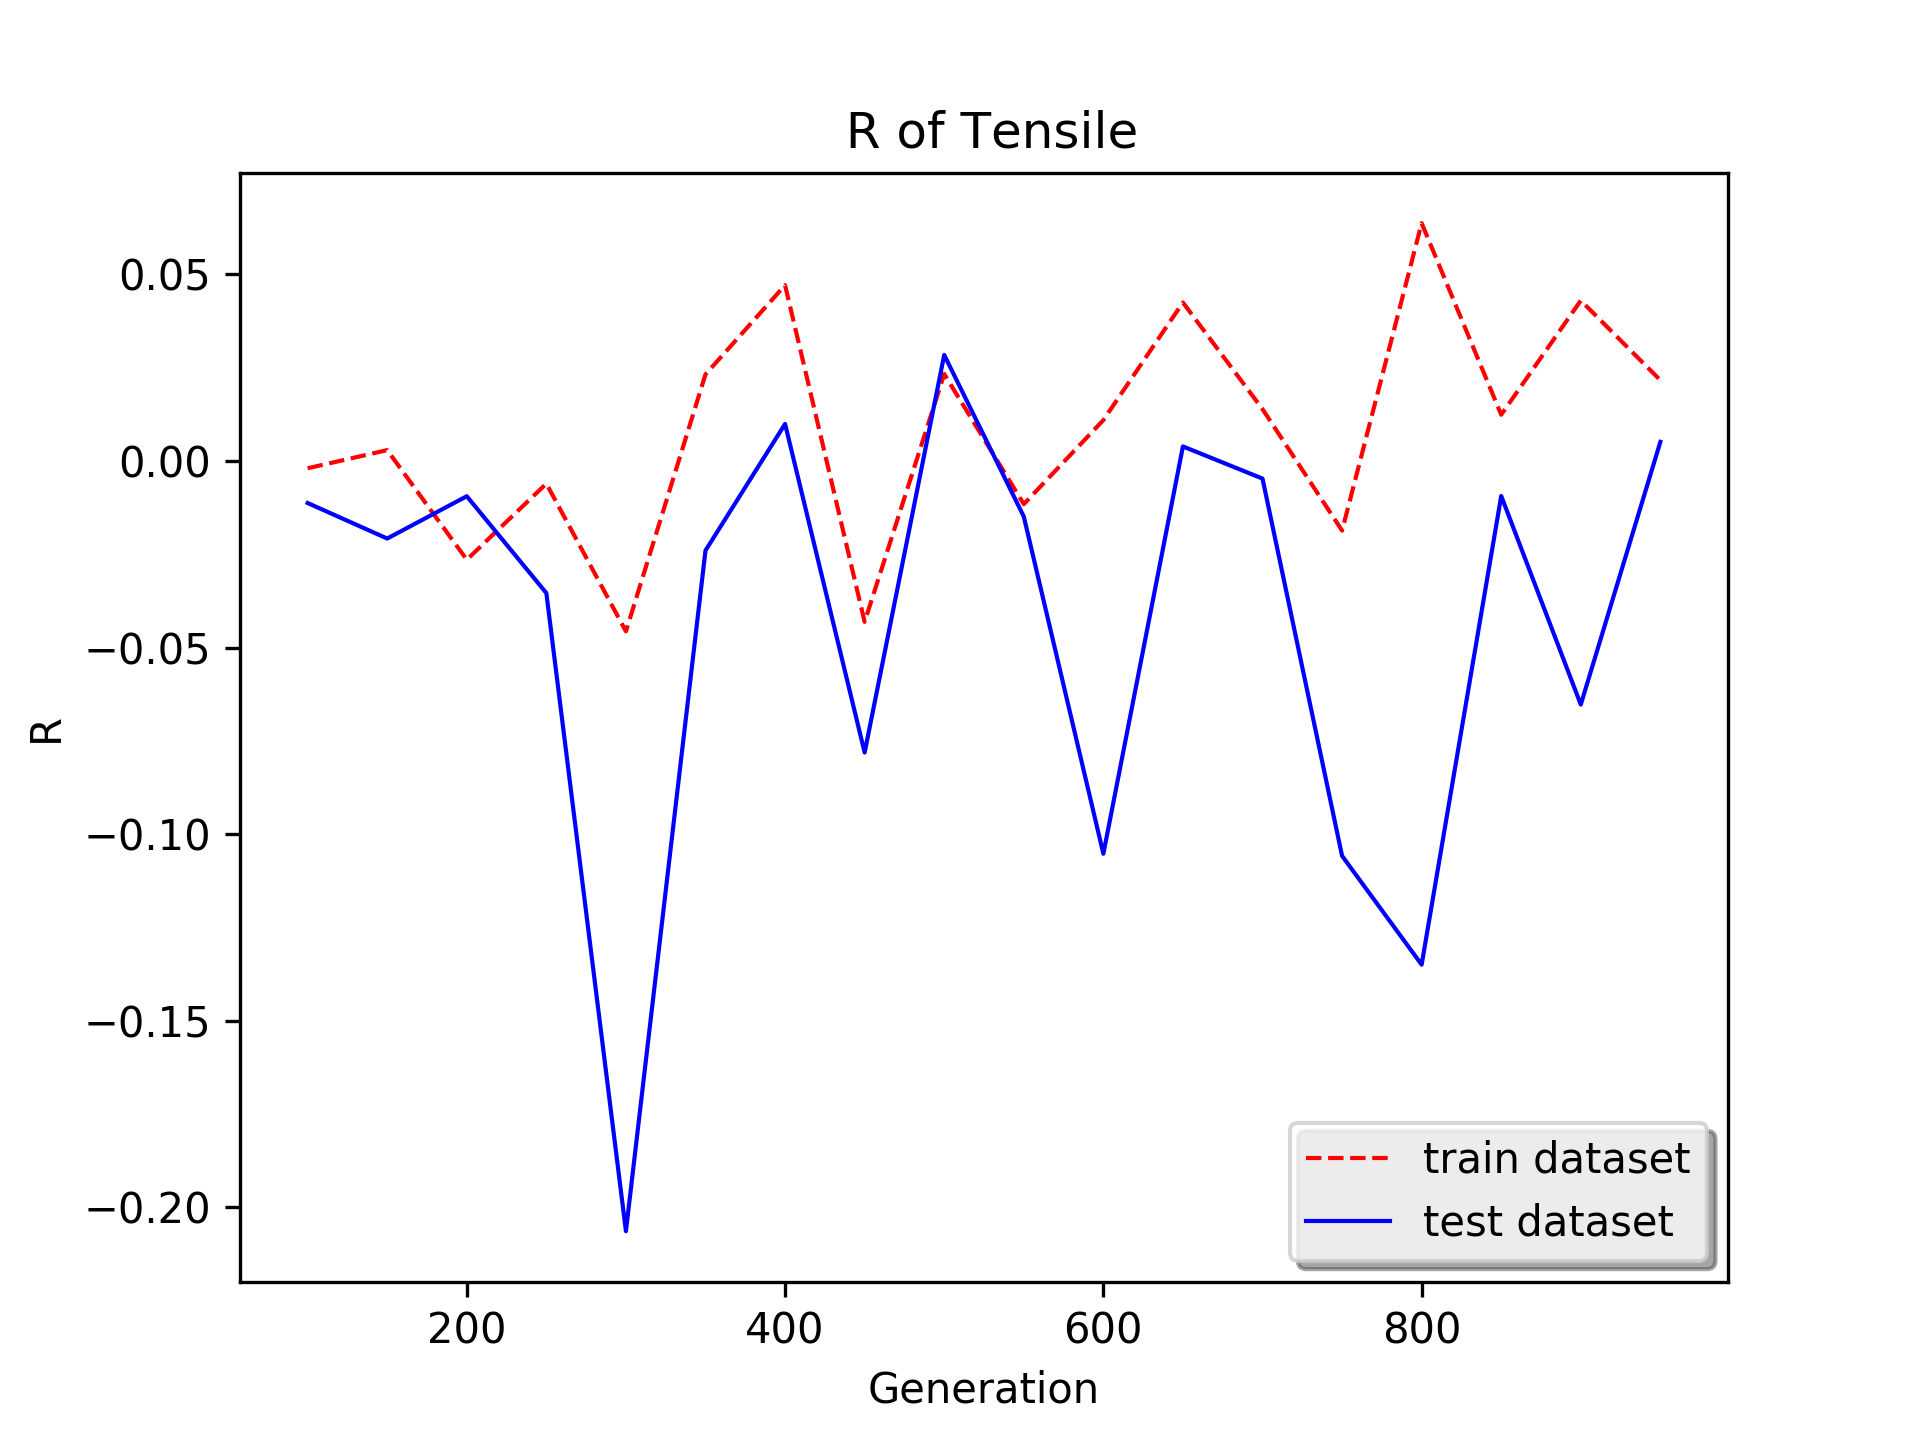 R of Tensile
0.05
0.00
−0.05
−0.10
−0.15
−0.20
R
200 400 600 800
Generation
train dataset
test dataset